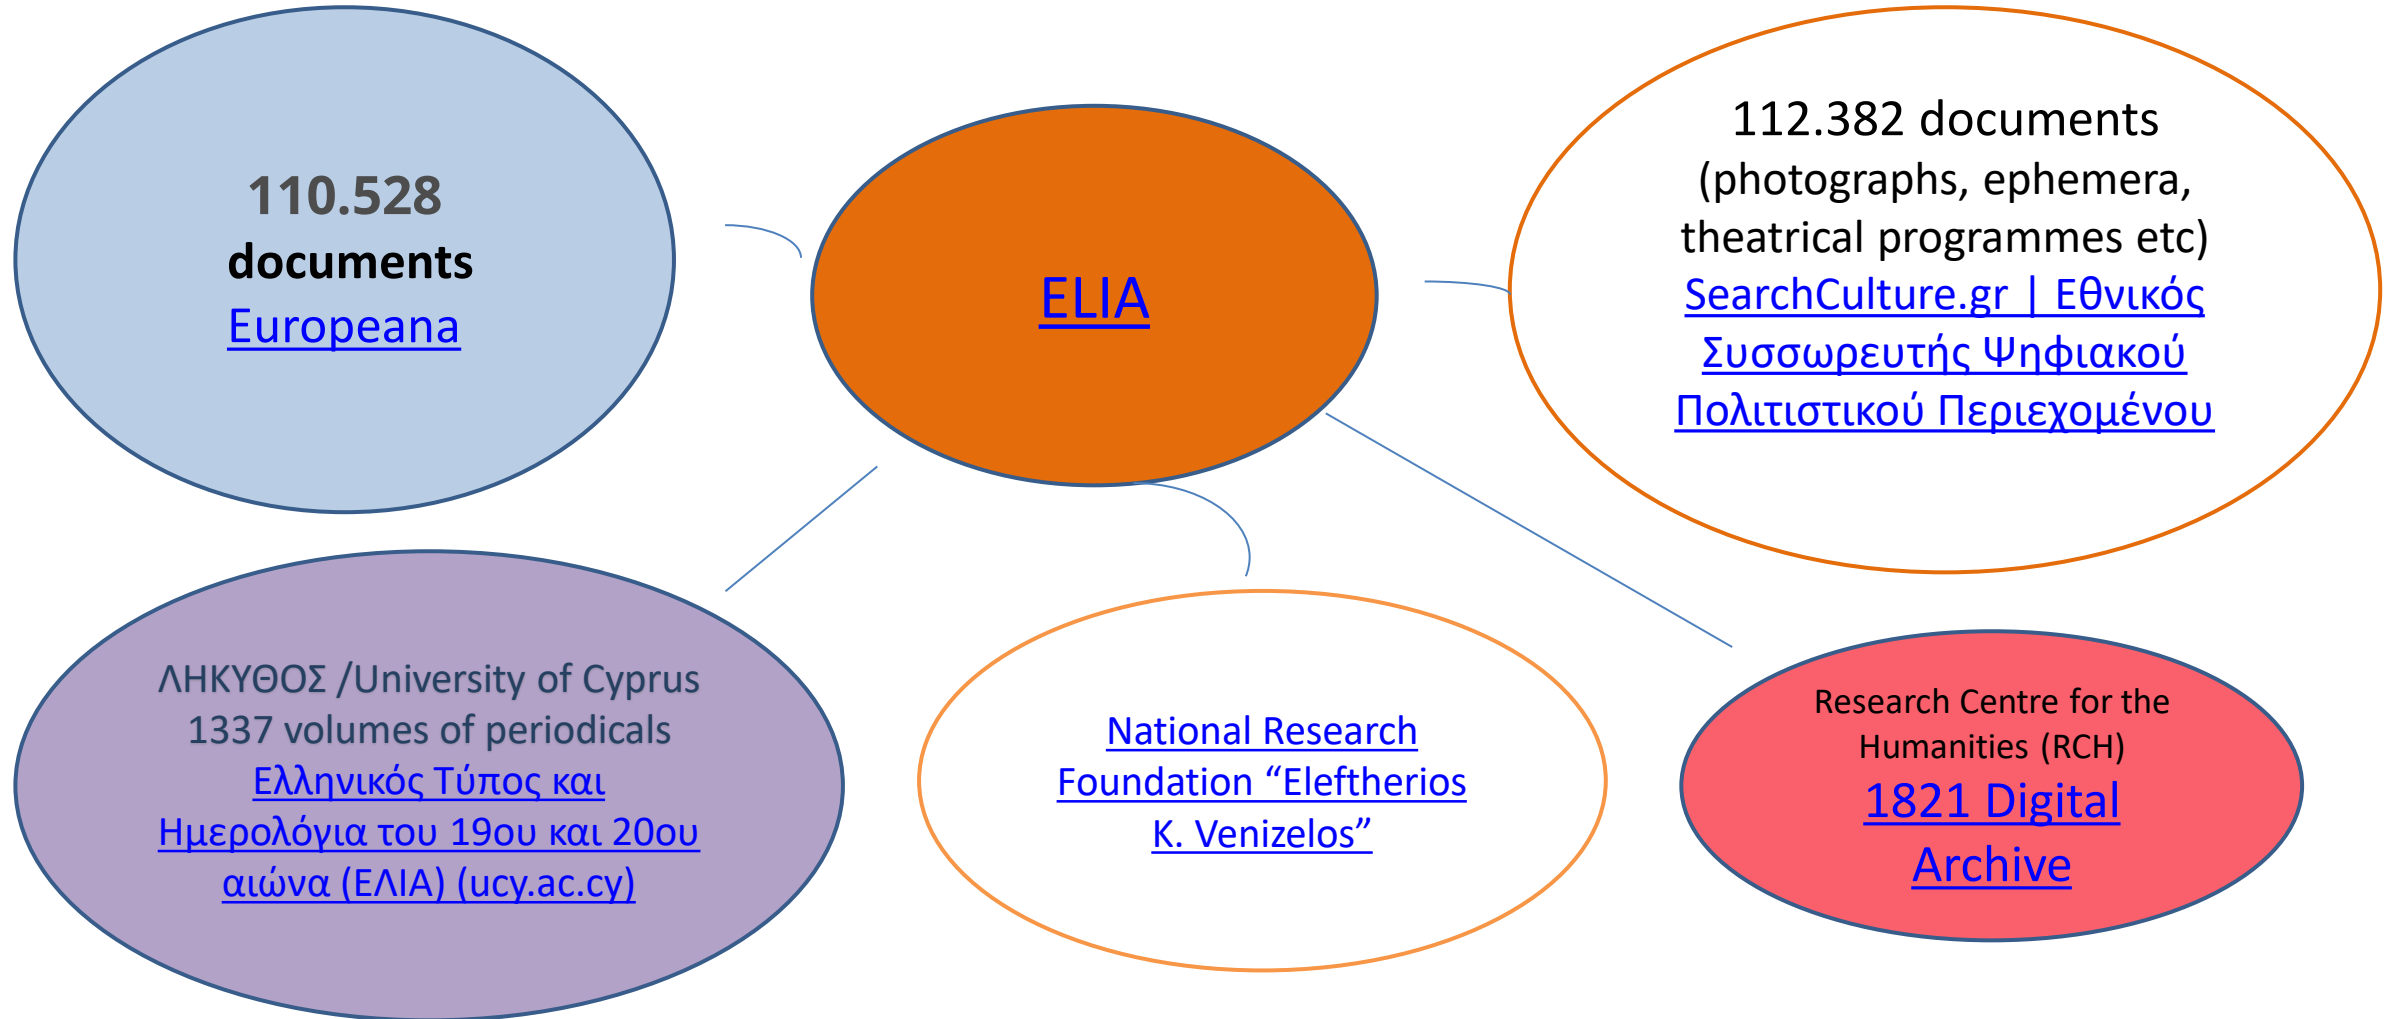 110.528
documents
Europeana
ELIA
112.382 documents
(photographs, ephemera,
theatrical programmes etc)
SearchCulture.gr | Εθνικός
Συσσωρευτής Ψηφιακού
Πολιτιστικού Περιεχομένου
ΛΗΚΥΘΟΣ /University of Cyprus
1337 volumes of periodicals
Ελληνικός Τύπος και
Ημερολόγια του 19ου και 20ου
αιώνα (ΕΛΙΑ) (ucy.ac.cy)
National Research
Foundation “Eleftherios
K. Venizelos”
Research Centre for the
Humanities (RCH)
1821 Digital
Archive